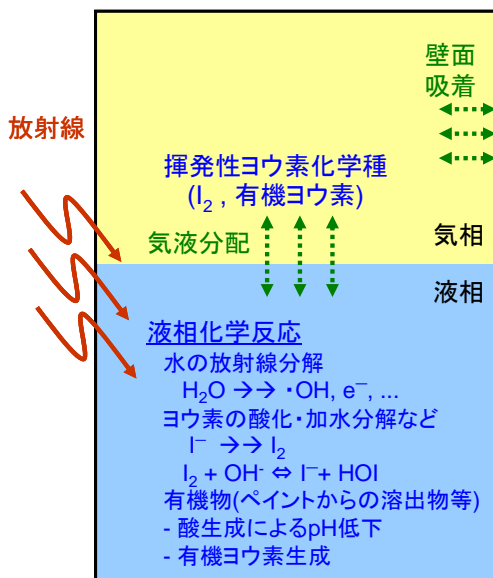 壁面
吸着
放射線
揮発性ヨウ素化学種
(I₂ , 有機ヨウ素)
気液分配
気相
液相
液相化学反応
水の放射線分解
H₂O →→ ・OH, e⁻, ...
ヨウ素の酸化・加水分解など
I⁻ →→ I₂
I₂ + OH⁻ ⇔ I⁻+ HOI
有機物(ペイントからの溶出物等)
- 酸生成によるpH低下
- 有機ヨウ素生成